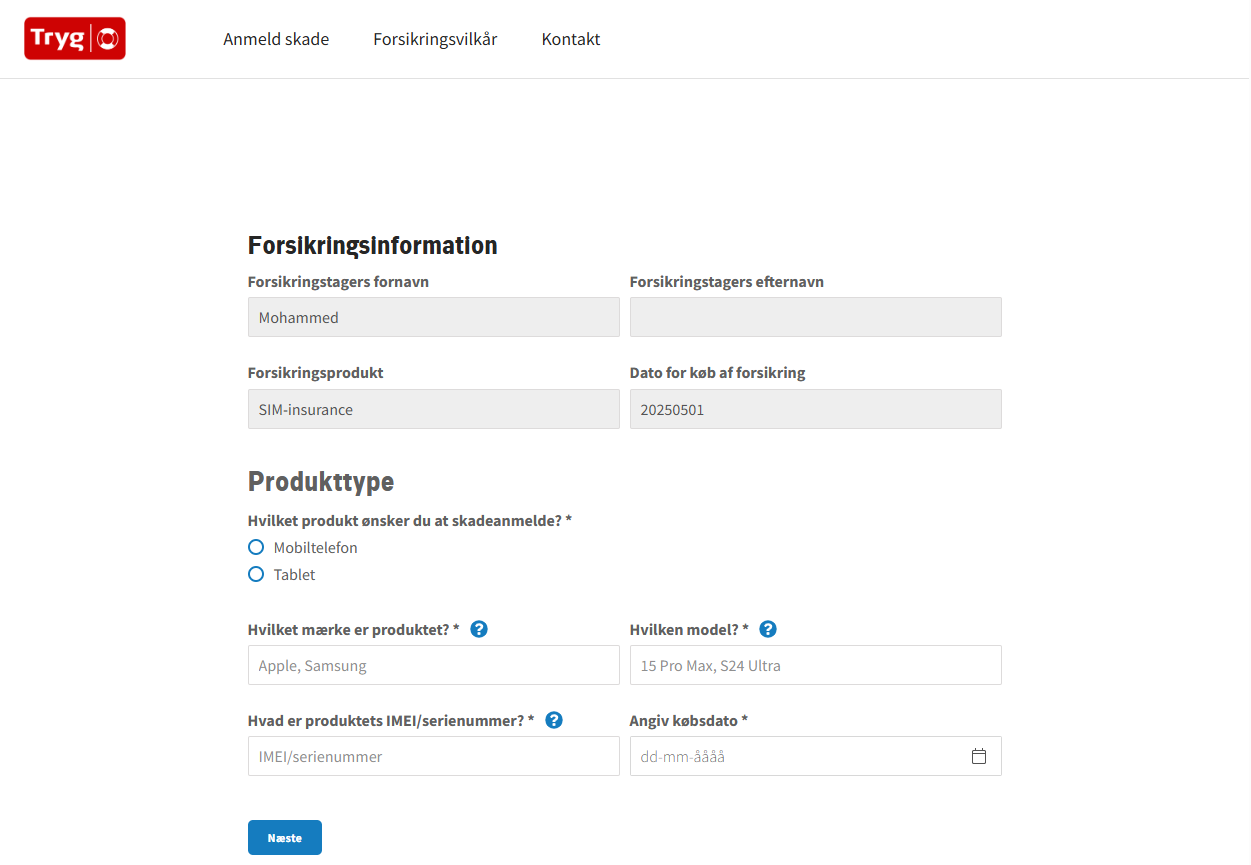 Tryg
Anmeld skade Forsikringsvilkår Kontakt
Forsikringsinformation
Forsikringstagers fornavn Forsikringstagers efternavn
Mohammed
Forsikringsprodukt Dato for køb af forsikring
SIM-insurance 20250501
Produkttype
Hvilket produkt ønsker du at skadeanmelde? *
Mobiltelefon
Tablet
Hvilket mærke er produktet? * ? Hvilken model? * ?
Apple, Samsung 15 Pro Max, S24 Ultra
Hvad er produktets IMEI/serienummer? * ? Angiv købsdato *
IMEI/serienummer dd-mm-åååå
Næste